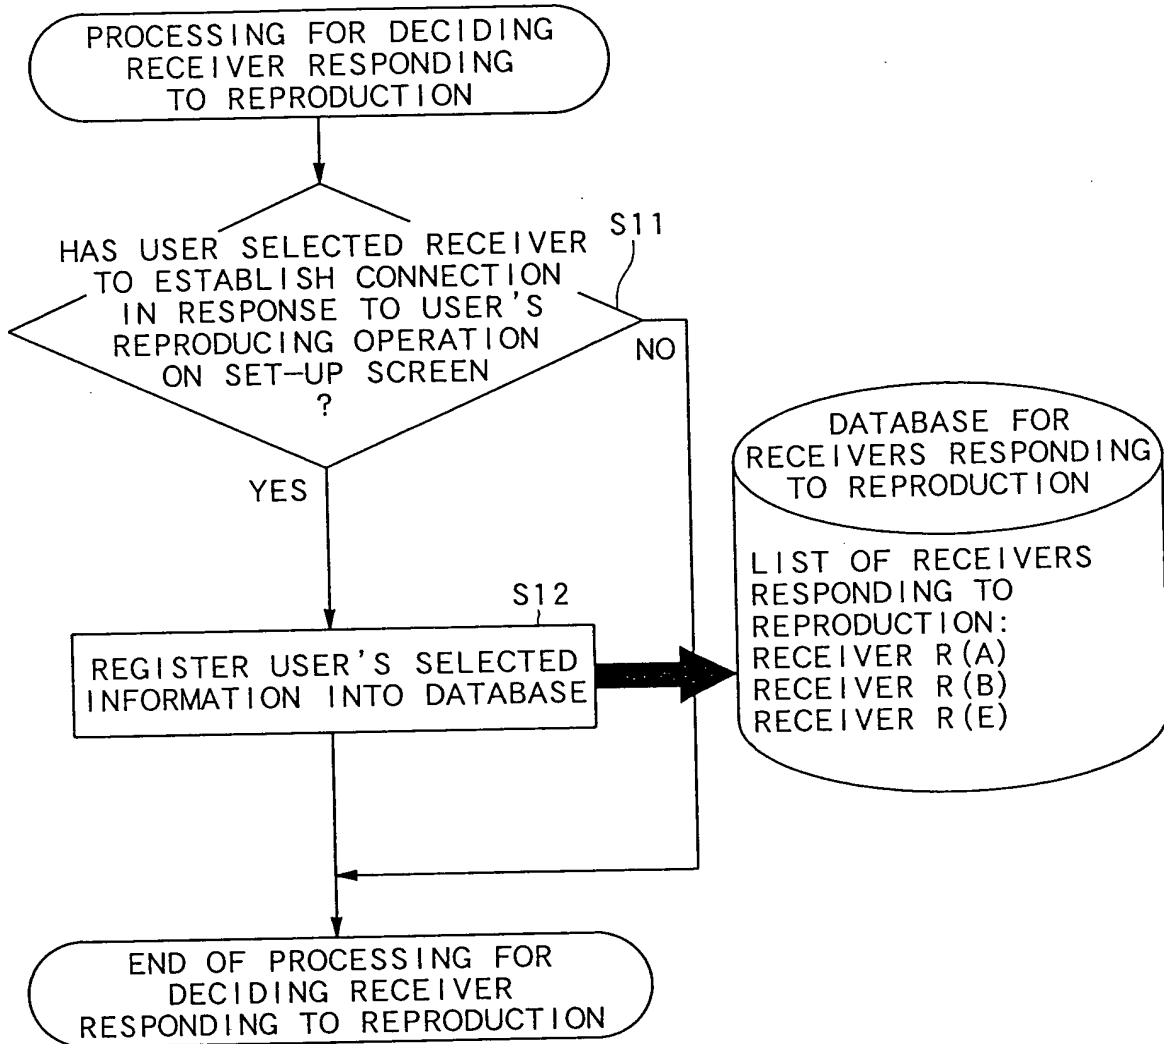 PROCESSING FOR DECIDING
RECEIVER RESPONDING
TO REPRODUCTION
S11
HAS USER SELECTED RECEIVER
TO ESTABLISH CONNECTION
IN RESPONSE TO USER'S
REPRODUCING OPERATION
ON SET-UP SCREEN
?
NO
YES
DATABASE FOR
RECEIVERS RESPONDING
TO REPRODUCTION
LIST OF RECEIVERS
RESPONDING TO
REPRODUCTION:
RECEIVER R(A)
RECEIVER R(B)
RECEIVER R(E)
S12
REGISTER USER'S SELECTED
INFORMATION INTO DATABASE
END OF PROCESSING FOR
DECIDING RECEIVER
RESPONDING TO REPRODUCTION